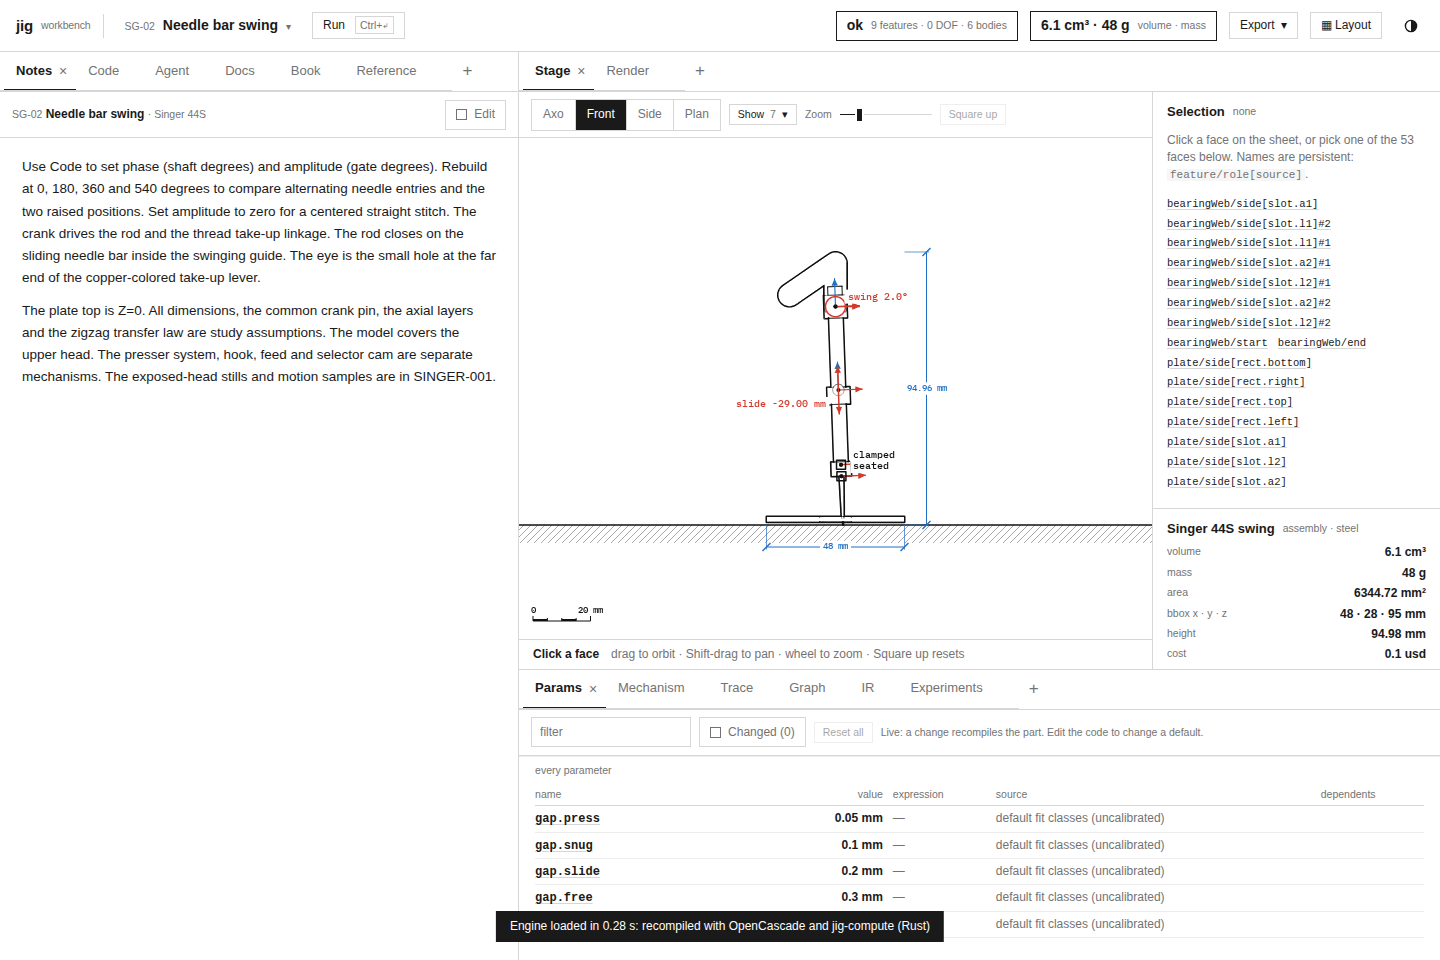 jig workbench SG-02 Needle bar swing ▾ Run Ctrl+↵ ok 9 features · 0 DOF · 6 bodies 6.1 cm³ · 48 g volume · mass Export ▾ ▦ Layout
Notes × Code Agent Docs Book Reference +
SG-02 Needle bar swing · Singer 44S Edit
Use Code to set phase (shaft degrees) and amplitude (gate degrees). Rebuild
at 0, 180, 360 and 540 degrees to compare alternating needle entries and the
two raised positions. Set amplitude to zero for a centered straight stitch. The
crank drives the rod and the thread take-up linkage. The rod closes on the
sliding needle bar inside the swinging guide. The eye is the small hole at the far
end of the copper-colored take-up lever.
The plate top is Z=0. All dimensions, the common crank pin, the axial layers
and the zigzag transfer law are study assumptions. The model covers the
upper head. The presser system, hook, feed and selector cam are separate
mechanisms. The exposed-head stills and motion samples are in SINGER-001.
Stage × Render +
Axo Front Side Plan Show 7 ▾ Zoom Square up
swing 2.0°
94.96 mm
slide -29.00 mm
clamped
seated
48 mm
0 20 mm
Click a face drag to orbit · Shift-drag to pan · wheel to zoom · Square up resets
Selection none
Click a face on the sheet, or pick one of the 53
faces below. Names are persistent:
feature/role[source].
bearingWeb/side[slot.a1]
bearingWeb/side[slot.l1]#2
bearingWeb/side[slot.l1]#1
bearingWeb/side[slot.a2]#1
bearingWeb/side[slot.l2]#1
bearingWeb/side[slot.a2]#2
bearingWeb/side[slot.l2]#2
bearingWeb/start bearingWeb/end
plate/side[rect.bottom]
plate/side[rect.right]
plate/side[rect.top]
plate/side[rect.left]
plate/side[slot.a1]
plate/side[slot.l2]
plate/side[slot.a2]
Singer 44S swing assembly · steel
volume 6.1 cm³
mass 48 g
area 6344.72 mm²
bbox x · y · z 48 · 28 · 95 mm
height 94.98 mm
cost 0.1 usd
Params × Mechanism Trace Graph IR Experiments +
filter Changed (0) Reset all Live: a change recompiles the part. Edit the code to change a default.
every parameter
name value expression source dependents
gap.press 0.05 mm — default fit classes (uncalibrated)
gap.snug 0.1 mm — default fit classes (uncalibrated)
gap.slide 0.2 mm — default fit classes (uncalibrated)
gap.free 0.3 mm — default fit classes (uncalibrated)
default fit classes (uncalibrated)
Engine loaded in 0.28 s: recompiled with OpenCascade and jig-compute (Rust)